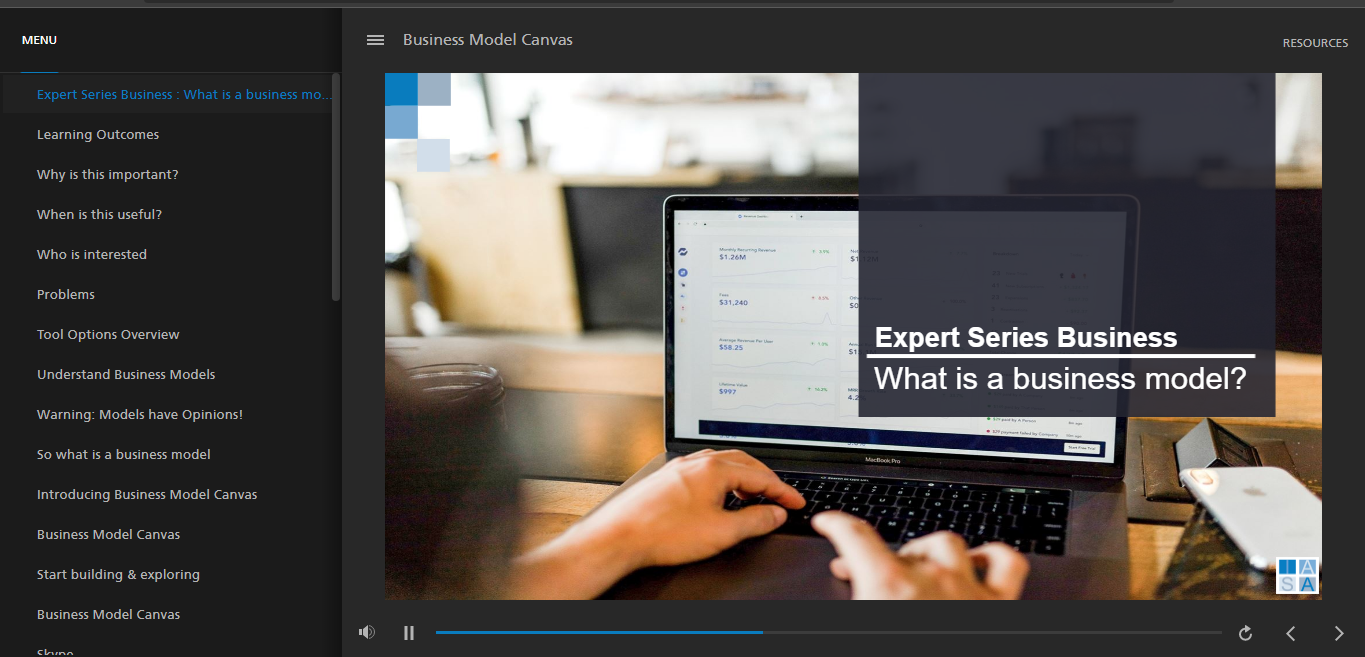 MENU
Expert Series Business : What is a business mo...
Learning Outcomes
Why is this important?
When is this useful?
Who is interested
Problems
Tool Options Overview
Understand Business Models
Warning: Models have Opinions!
So what is a business model
Introducing Business Model Canvas
Business Model Canvas
Start building & exploring
Business Model Canvas
Skype
Business Model Canvas
RESOURCES
Monthly Recurring Revenue
$1.26M
Fees
$31,240
Average Revenue Per User
$58.25
Lifetime Value
$997
Expert Series Business
What is a business model?
MacBook Pro
I A
S A